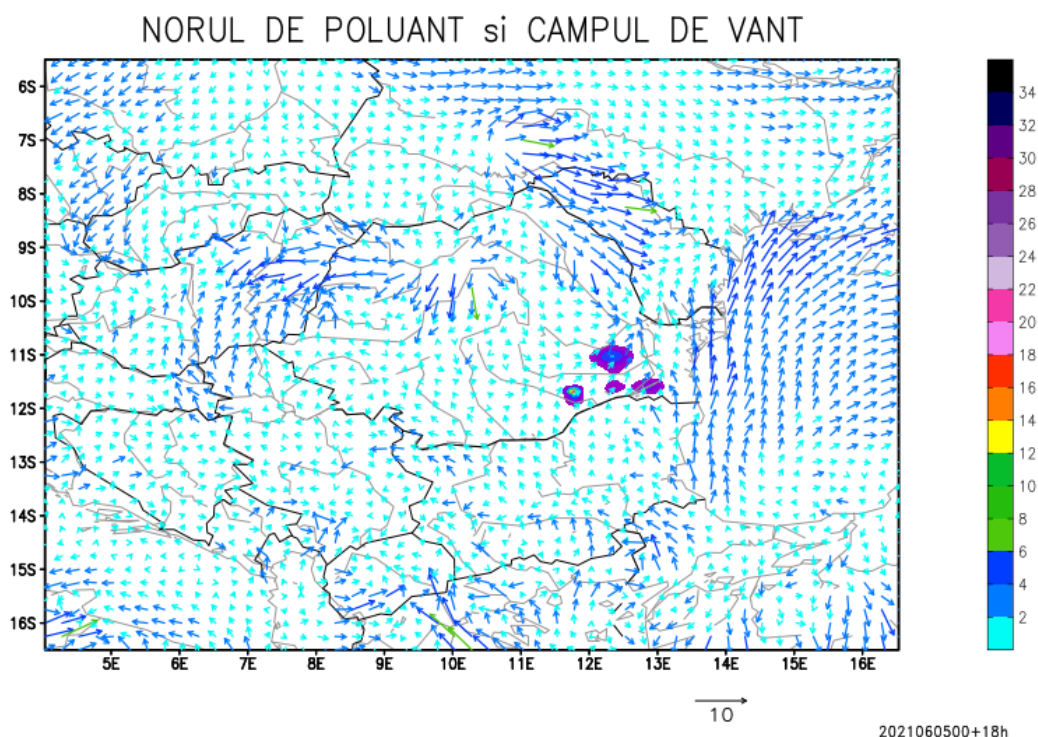 NORUL DE POLUANT si CAMPUL DE VANT
6S
7S
8S
9S
10S
11S
12S
13S
14S
15S
16S
5E 6E 7E 8E 9E 10E 11E 12E 13E 14E 15E 16E
34
32
30
28
26
24
22
20
18
16
14
12
10
8
6
4
2
10
2021060500+18h